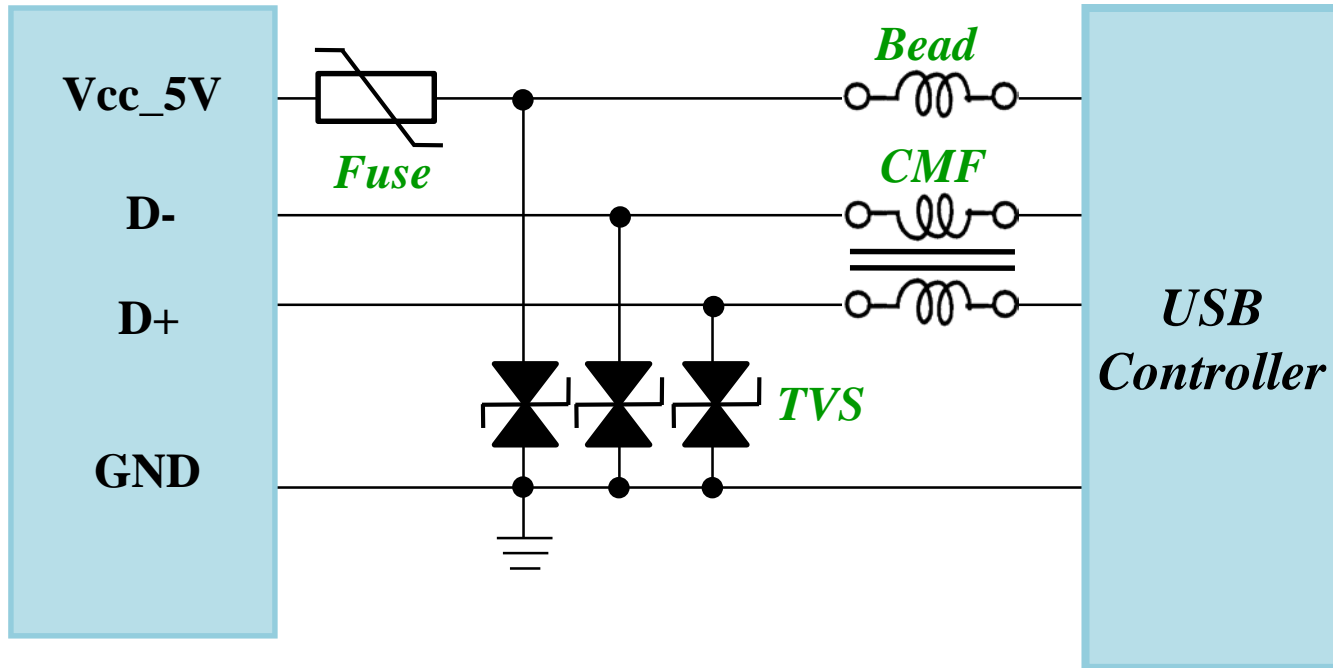 Vcc_5V
D-
D+
GND
Fuse
Bead
CMF
TVS
USB
Controller